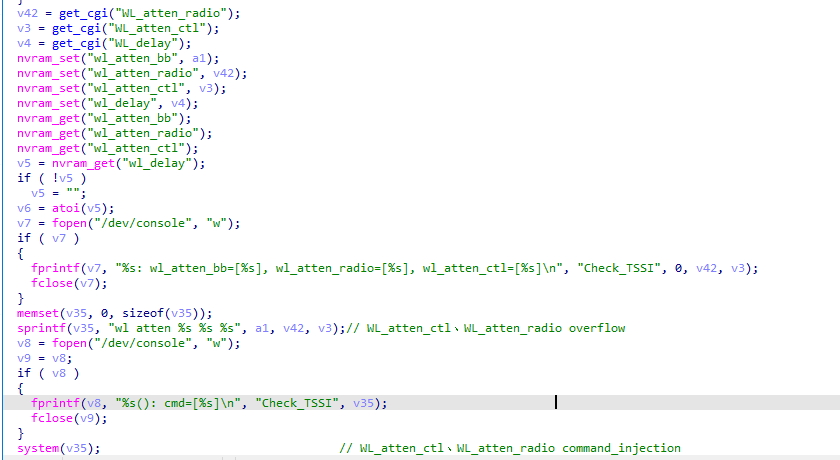 }
v42 = get_cgi("WL_atten_radio");
v3 = get_cgi("WL_atten_ctl");
v4 = get_cgi("WL_delay");
nvram_set("wl_atten_bb", a1);
nvram_set("wl_atten_radio", v42);
nvram_set("wl_atten_ctl", v3);
nvram_set("wl_delay", v4);
nvram_get("wl_atten_bb");
nvram_get("wl_atten_radio");
nvram_get("wl_atten_ctl");
v5 = nvram_get("wl_delay");
if ( !v5 )
  v5 = "";
v6 = atoi(v5);
v7 = fopen("/dev/console", "w");
if ( v7 )
{
  fprintf(v7, "%s: wl_atten_bb=[%s], wl_atten_radio=[%s], wl_atten_ctl=[%s]\n", "Check_TSSI", 0, v42, v3);
  fclose(v7);
}
memset(v35, 0, sizeof(v35));
sprintf(v35, "wl atten %s %s %s", a1, v42, v3);// WL_atten_ctl、WL_atten_radio overflow
v8 = fopen("/dev/console", "w");
v9 = v8;
if ( v8 )
{
  fprintf(v8, "%s(): cmd=[%s]\n", "Check_TSSI", v35);
  fclose(v9);
}
system(v35);                                // WL_atten_ctl、WL_atten_radio command_injection